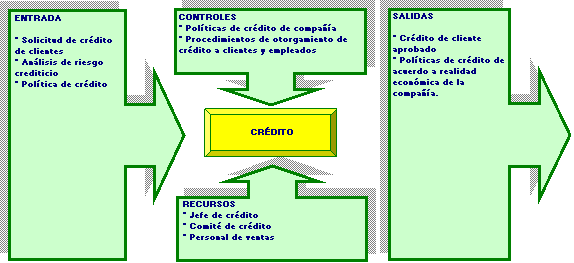 ENTRADA
* Solicitud de crédito
de clientes
* Análisis de riesgo
crediticio
* Política de crédito
CONTROLES
* Políticas de crédito de compañía
* Procedimientos de otorgamiento de
crédito a clientes y empleados
SALIDAS
* Crédito de cliente
aprobado
* Políticas de crédito de
acuerdo a realidad
económica de la
compañía.
CRÉDITO
RECURSOS
* Jefe de crédito
* Comité de crédito
* Personal de ventas